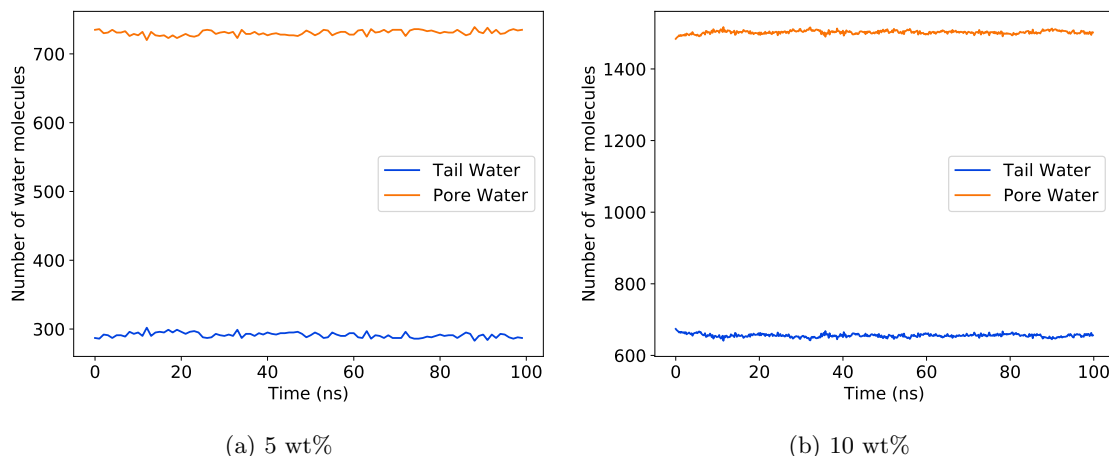 Number of water molecules
700
600
500
400
300
Tail Water
Pore Water
0 20 40 60 80 100
Time (ns)
(a) 5 wt%
Number of water molecules
1400
1200
1000
800
600
Tail Water
Pore Water
0 20 40 60 80 100
Time (ns)
(b) 10 wt%